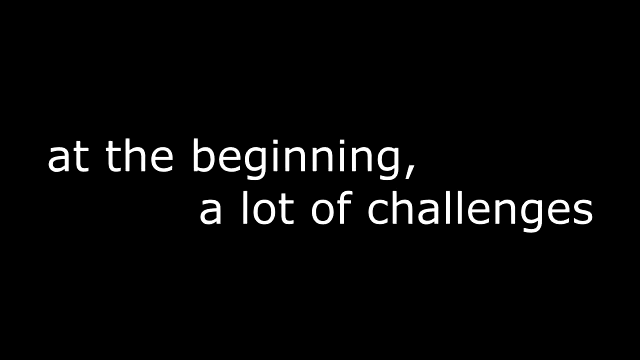 at the beginning,
a lot of challenges